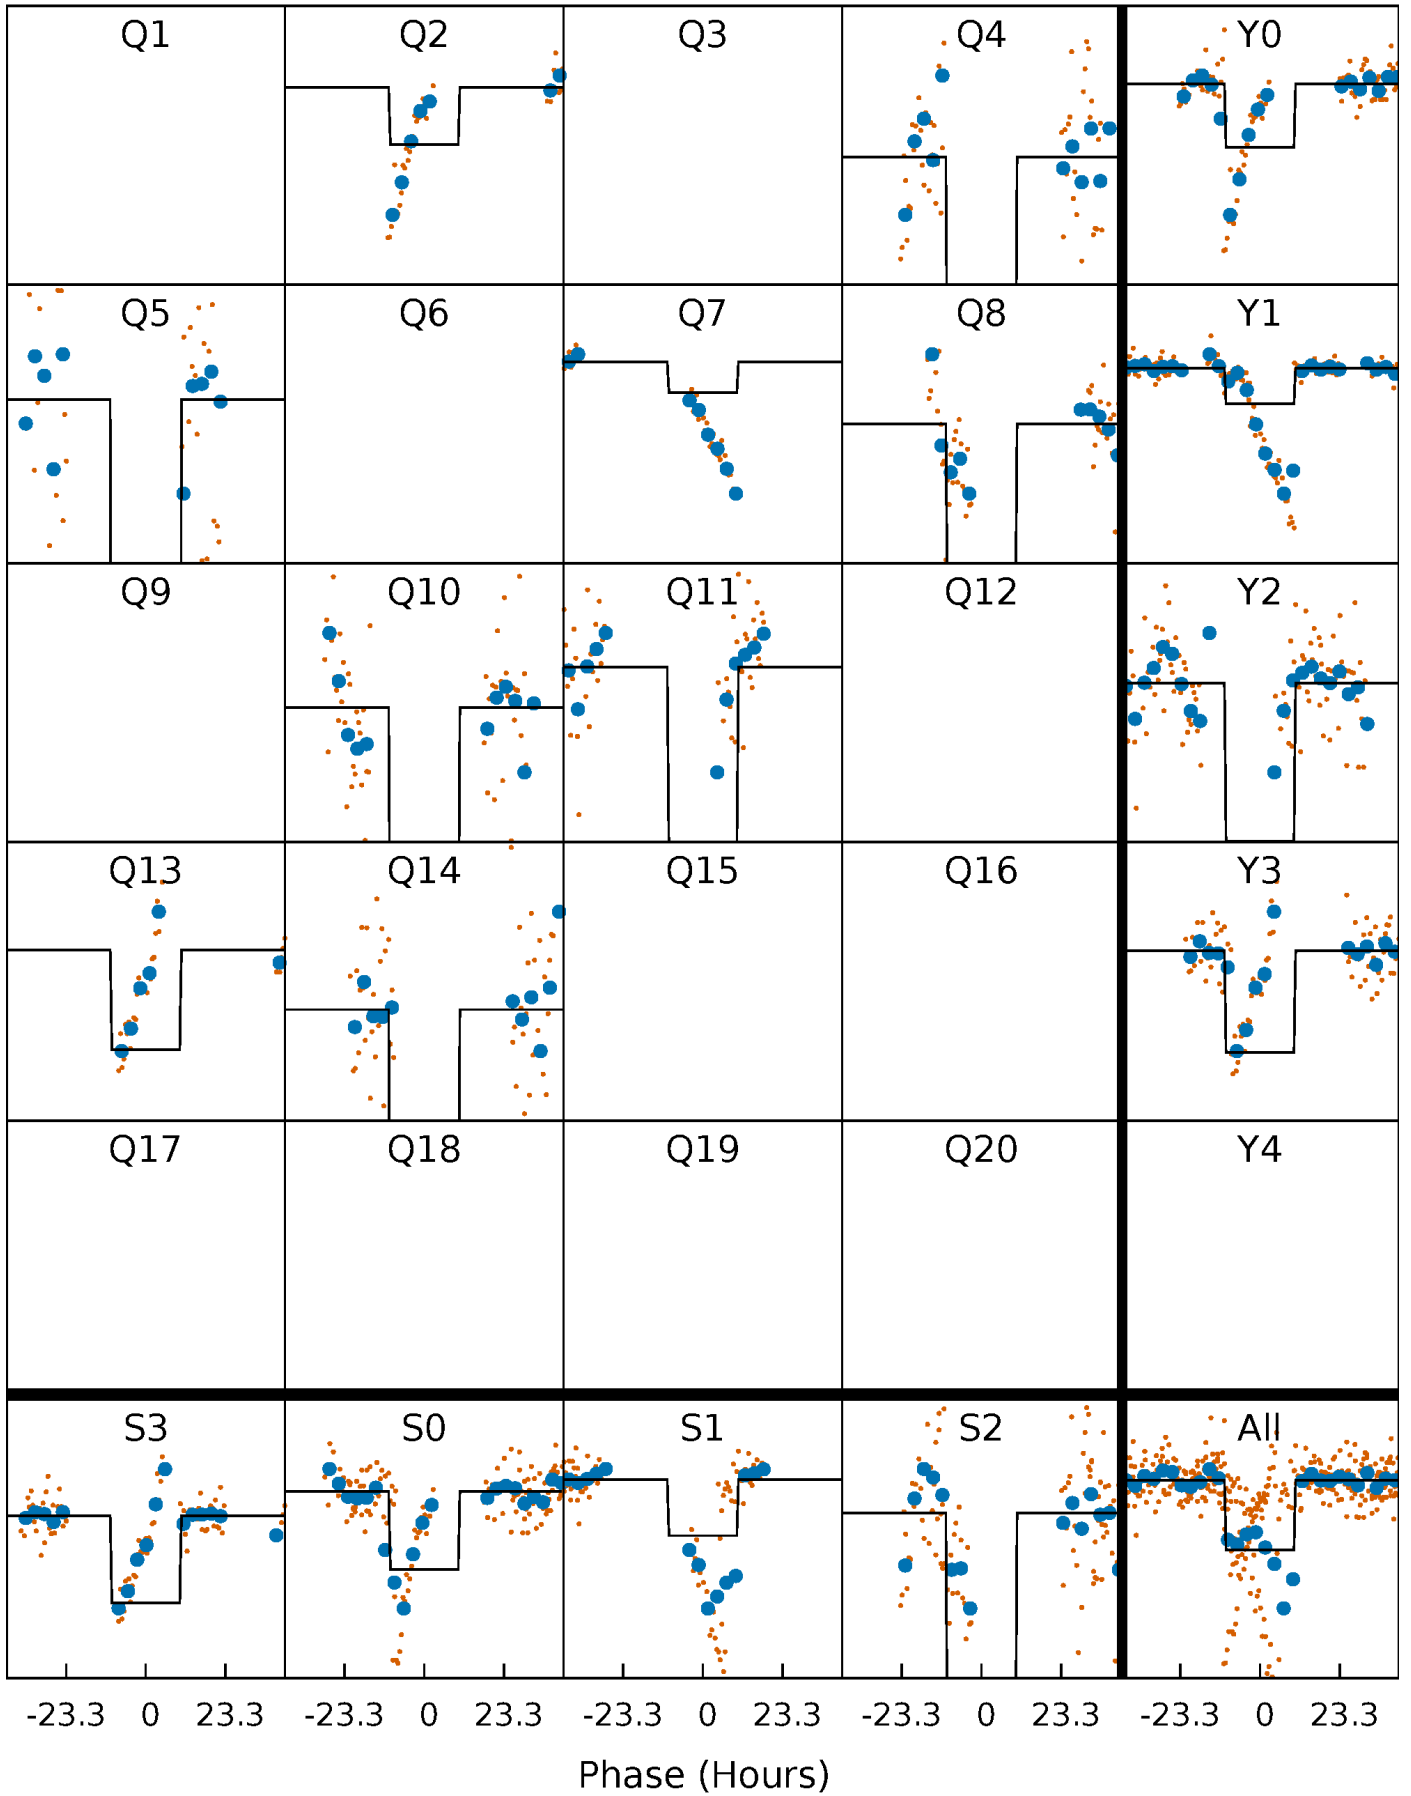 Q1 Q2 Q3 Q4 Y0
Q5 Q6 Q7 Q8 Y1
Q9 Q10 Q11 Q12 Y2
Q13 Q14 Q15 Q16 Y3
Q17 Q18 Q19 Q20 Y4
S3 S0 S1 S2 All
-23.3 0 23.3 -23.3 0 23.3 -23.3 0 23.3 -23.3 0 23.3 -23.3 0 23.3
Phase (Hours)